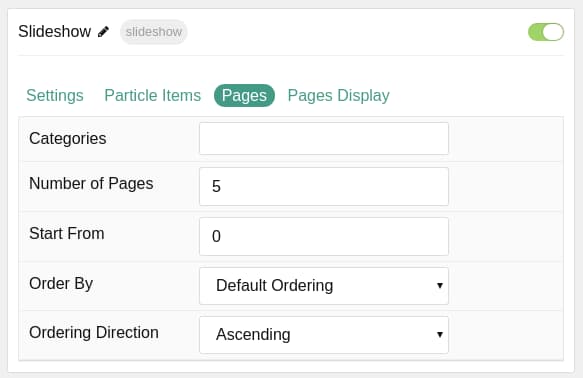 Slideshow slideshow
Settings Particle Items Pages Pages Display
Categories
Number of Pages 5
Start From 0
Order By Default Ordering
Ordering Direction Ascending